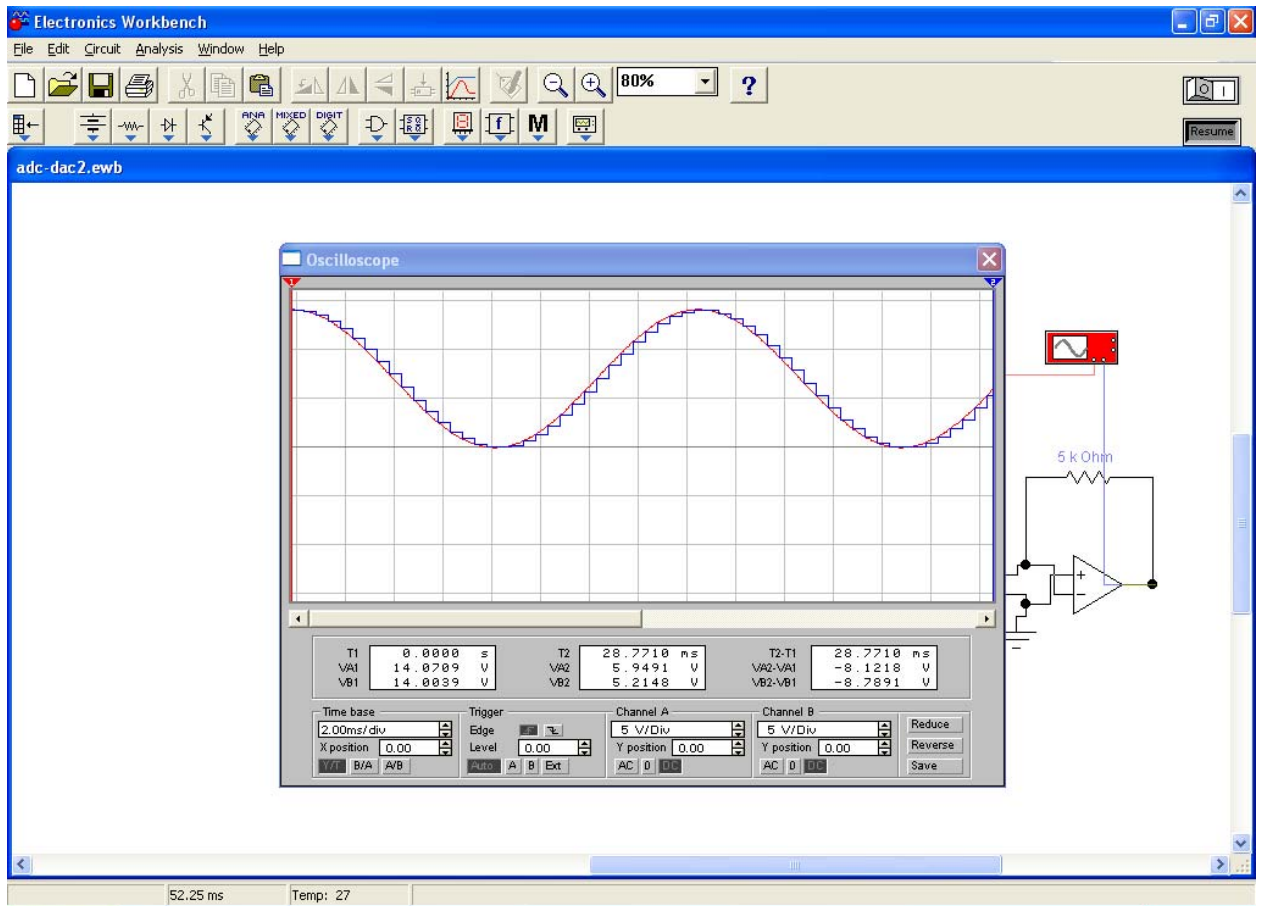 Electronics Workbench
File Edit Circuit Analysis Window Help
80% ?
ANA MIXED DIGIT f M
Resume
adc-dac2.ewb
Oscilloscope
1 2
5 k Ohm
T1 0.0000 s T2 28.7710 ms T2-T1 28.7710 ms
VA1 14.0709 V VA2 5.9491 V VA2-VA1 -8.1218 V
VB1 14.0039 V VB2 5.2148 V VB2-VB1 -8.7891 V
Time base Trigger Channel A Channel B
2.00ms/div Edge 5 V/Div 5 V/Div Reduce
X position 0.00 Level 0.00 Y position 0.00 Y position 0.00 Reverse
Y/T B/A A/B Auto A B Ext AC 0 DC AC 0 DC Save
52.25 ms Temp: 27